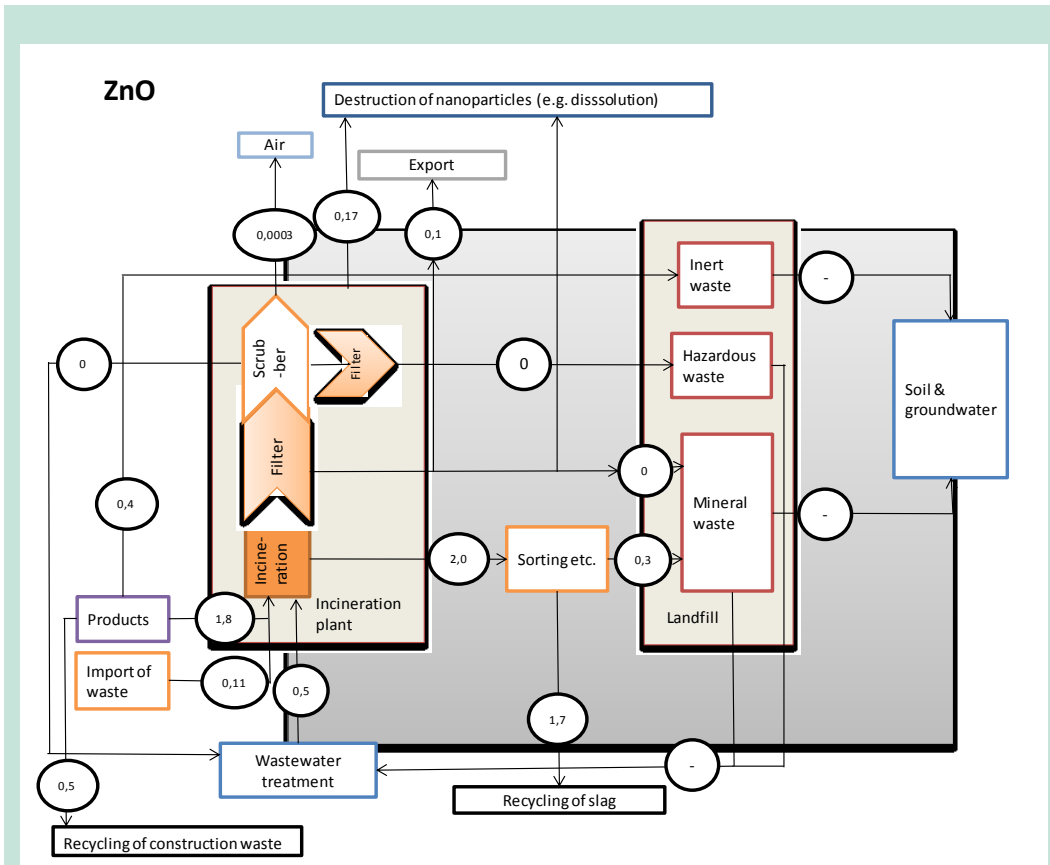 ZnO
Destruction of nanoparticles (e.g. disssolution)
Air
Export
0,17
0,0003
0,1
Inert
waste
-
0
Scrub
-ber
Filter
0
Hazardous
waste
Soil &
groundwater
Filter
0
Mineral
waste
-
0,4
Incine-
ration
2,0
Sorting etc.
0,3
Products
1,8
Incineration
plant
Landfill
Import of
waste
0,11
0,5
1,7
Wastewater
treatment
-
0,5
Recycling of slag
Recycling of construction waste